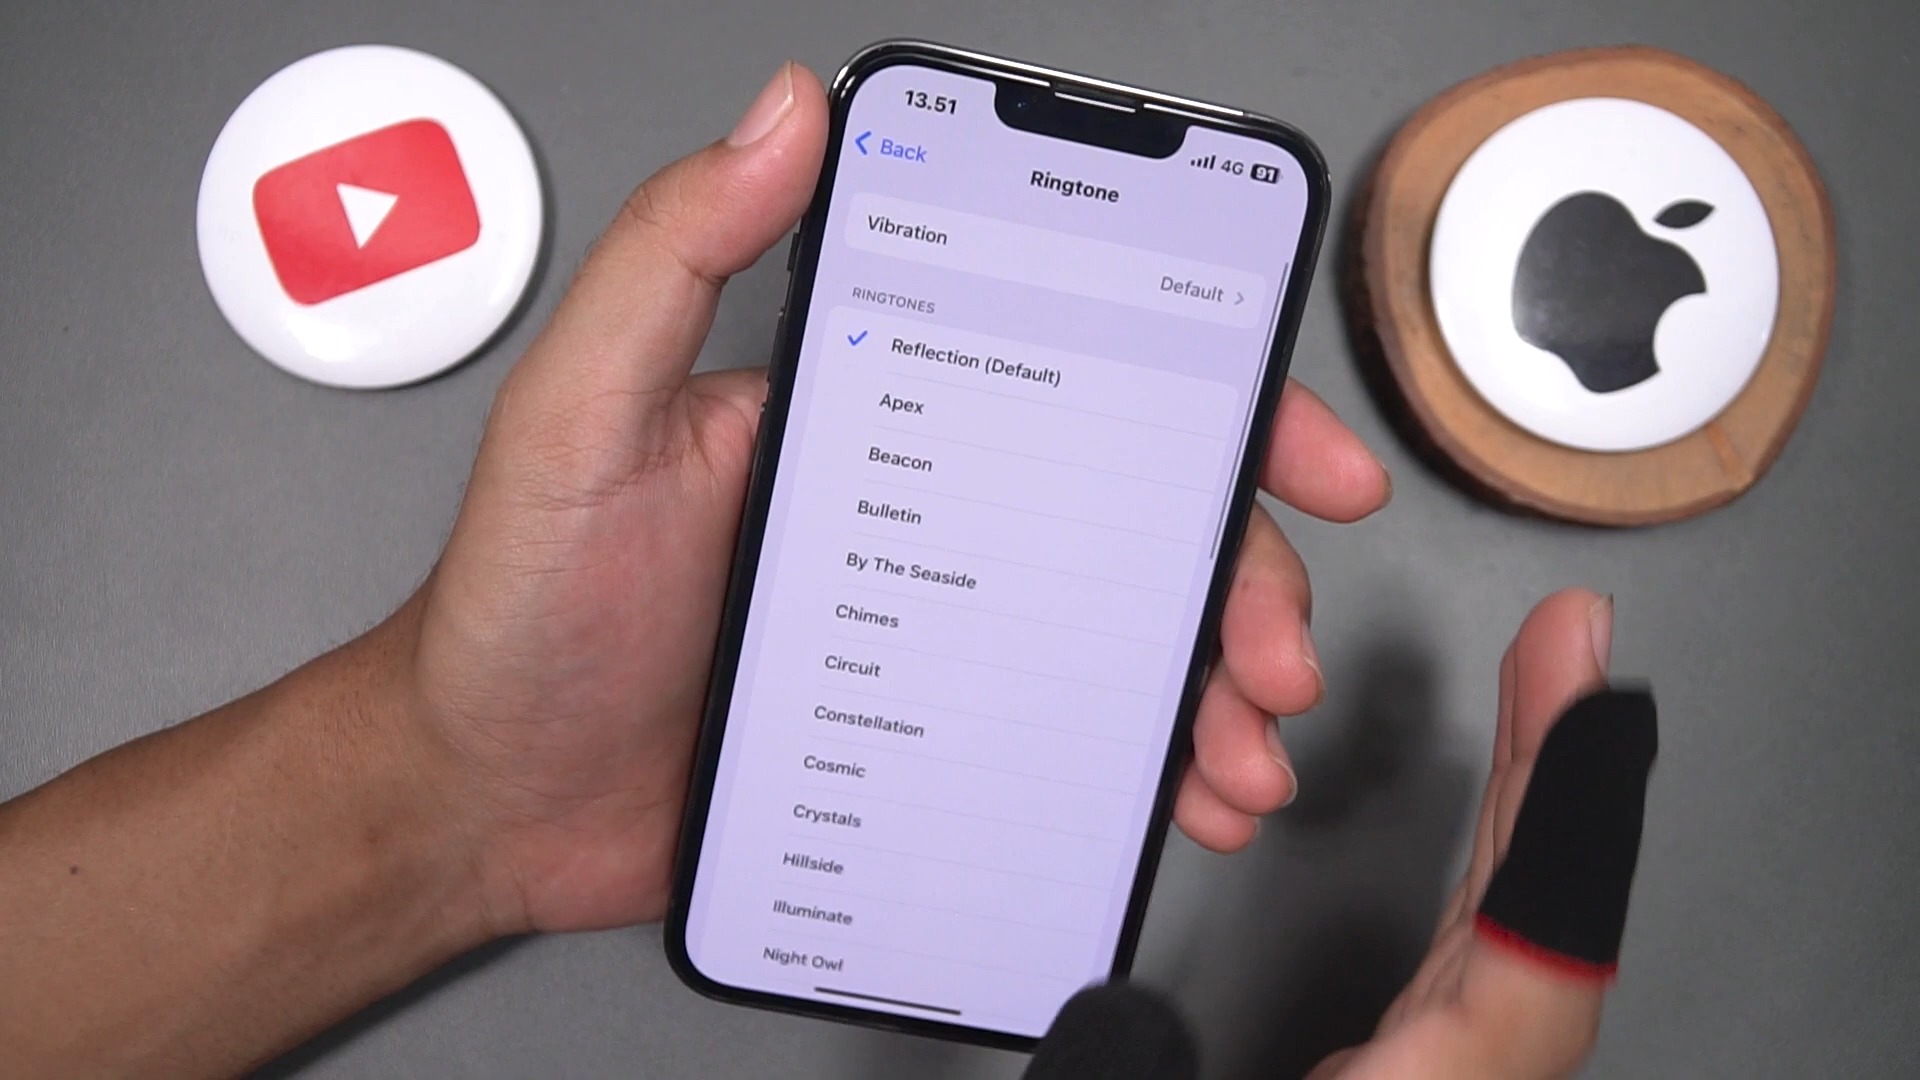 13.51
4G 91
Back
Ringtone
Vibration
Default
RINGTONES
Reflection (Default)
Apex
Beacon
Bulletin
By The Seaside
Chimes
Circuit
Constellation
Cosmic
Crystals
Hillside
Illuminate
Night Owl